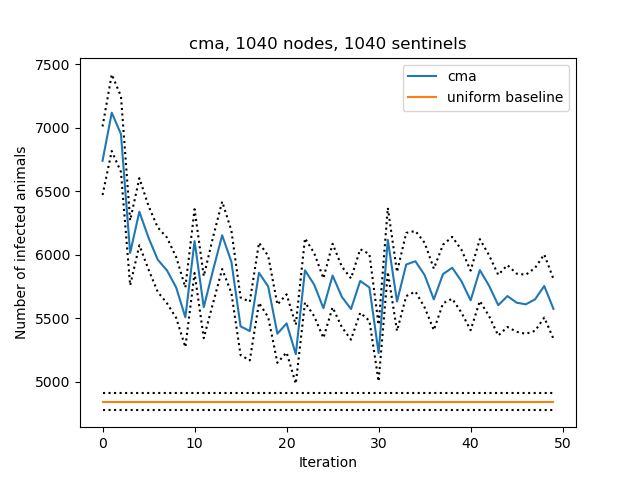 cma, 1040 nodes, 1040 sentinels
cma
uniform baseline
Number of infected animals
7500
7000
6500
6000
5500
5000
0 10 20 30 40 50
Iteration